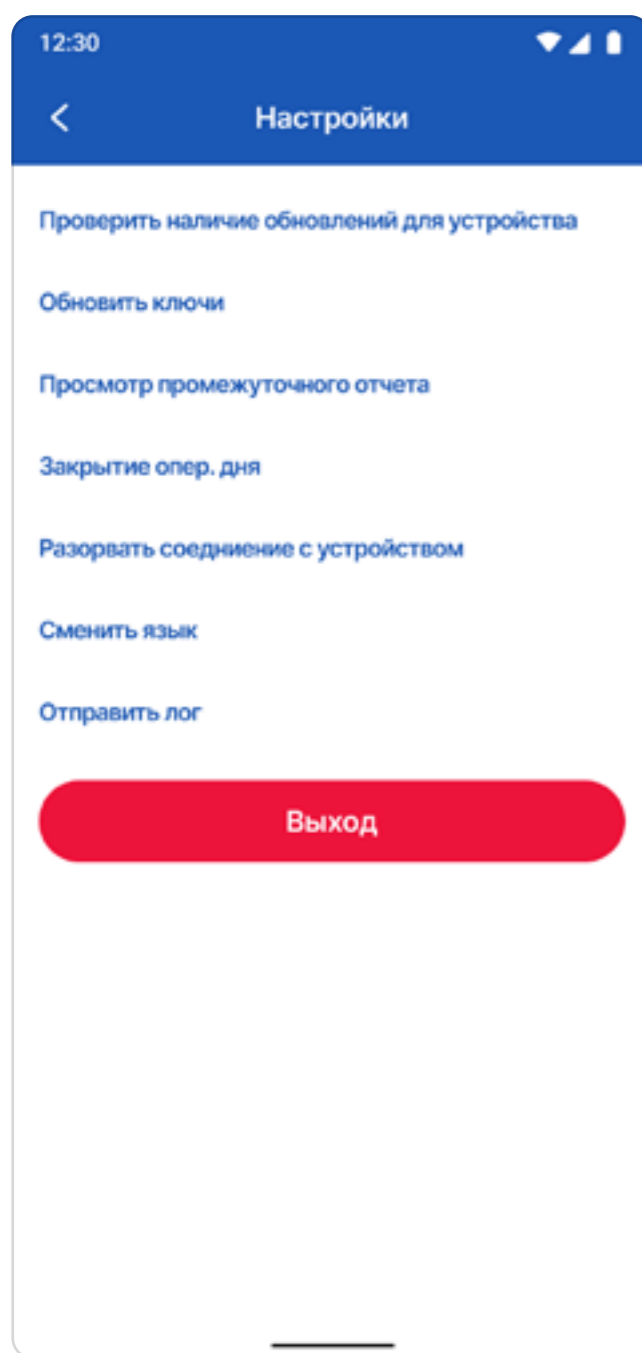 12:30
Настройки
Проверить наличие обновлений для устройства
Обновить ключи
Просмотр промежуточного отчета
Закрытие опер. дня
Разорвать соедниение с устройством
Сменить язык
Отправить лог
Выход